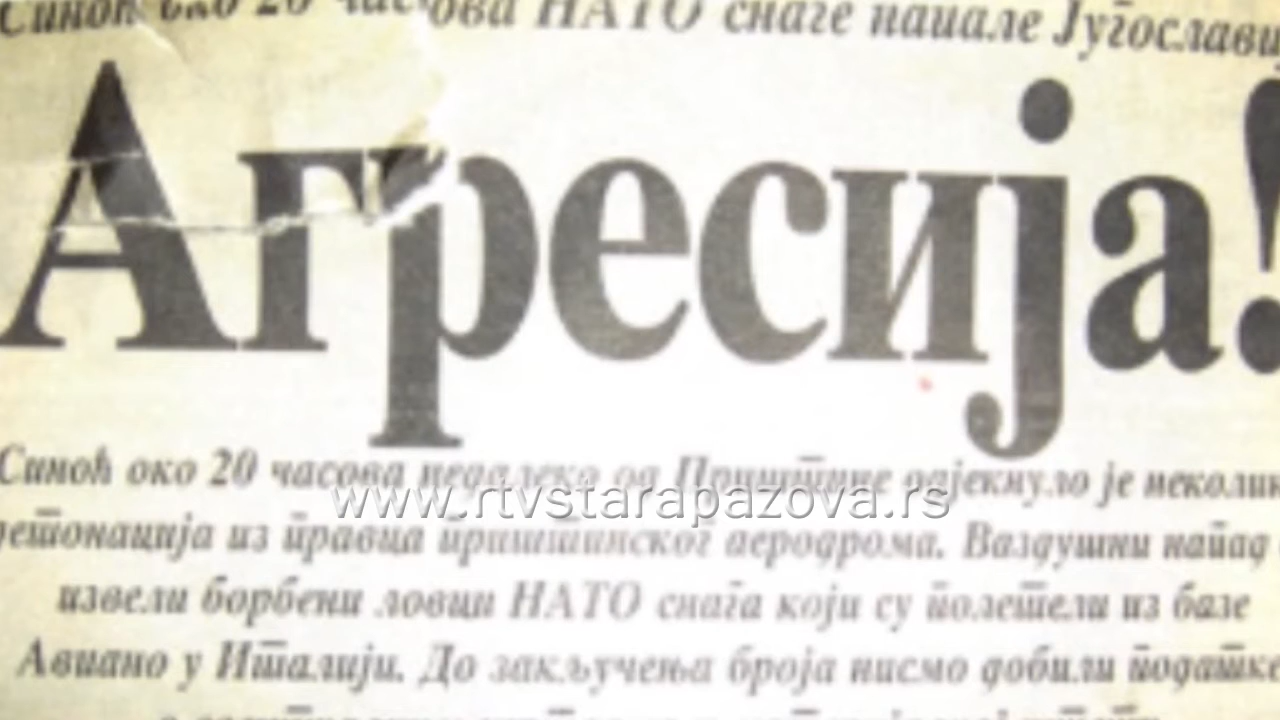 Синоћ око 20 часова НАТО снаге напале Југослави
Агресија!
Синоћ око 20 часова недалеко од Приштине одјекнуло је неколик
детонација из правца приштинског аеродрома. Ваздушни напад
извели борбени ловци НАТО снага који су полетели из базе
Авиано у Италији. До закључења броја нисмо добили податке
www.rtvstarapazova.rs